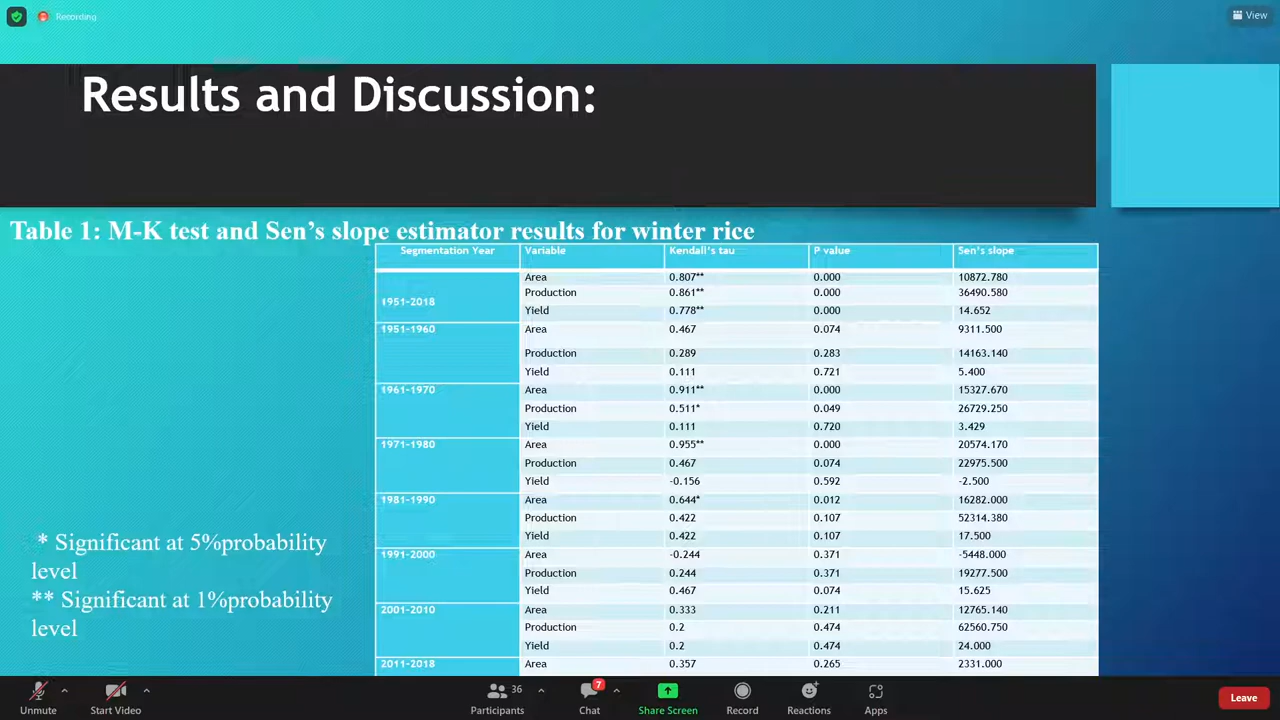 Recording
View
Results and Discussion:
Table 1: M-K test and Sen's slope estimator results for winter rice
Segmentation Year Variable Kendall's tau P value Sen's slope
1951-2018 Area 0.807** 0.000 10872.780
Production 0.861** 0.000 36490.580
Yield 0.778** 0.000 14.652
1951-1960 Area 0.467 0.074 9311.500
Production 0.289 0.283 14163.140
Yield 0.111 0.721 5.400
1961-1970 Area 0.911** 0.000 15327.670
Production 0.511* 0.049 26729.250
Yield 0.111 0.720 3.429
1971-1980 Area 0.955** 0.000 20574.170
Production 0.467 0.074 22975.500
Yield -0.156 0.592 -2.500
1981-1990 Area 0.644* 0.012 16282.000
Production 0.422 0.107 52314.380
Yield 0.422 0.107 17.500
1991-2000 Area -0.244 0.371 -5448.000
Production 0.244 0.371 19277.500
Yield 0.467 0.074 15.625
2001-2010 Area 0.333 0.211 12765.140
Production 0.2 0.474 62560.750
Yield 0.2 0.474 24.000
2011-2018 Area 0.357 0.265 2331.000
* Significant at 5%probability
level
** Significant at 1%probability
level
Unmute
Start Video
36
Participants
7
Chat
Share Screen
Record
Reactions
Apps
Leave